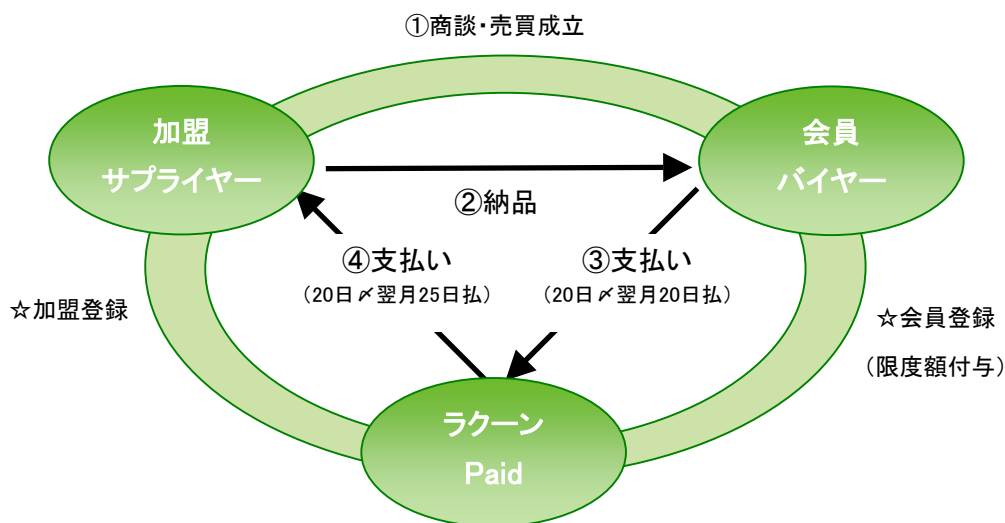 ①商談・売買成立
加盟
サプライヤー
会員
バイヤー
②納品
④支払い
（20日〆翌月25日払）
③支払い
（20日〆翌月20日払）
☆加盟登録
☆会員登録
（限度額付与）
ラクーン
Paid